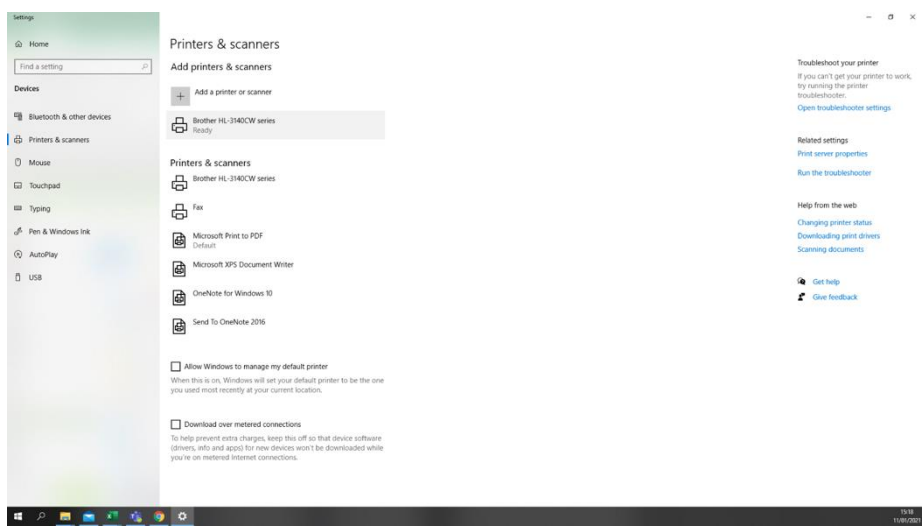 Settings
Home
Find a setting
Devices
Bluetooth & other devices
Printers & scanners
Mouse
Touchpad
Typing
Pen & Windows Ink
AutoPlay
USB
Printers & scanners
Add printers & scanners
Add a printer or scanner
Brother HL-3140CW series
Ready
Printers & scanners
Brother HL-3140CW series
Fax
Microsoft Print to PDF
Default
Microsoft XPS Document Writer
OneNote for Windows 10
Send To OneNote 2016
Allow Windows to manage my default printer
When this is on, Windows will set your default printer to be the one
you used most recently at your current location.
Download over metered connections
To help prevent extra charges, keep this off so that device software
(drivers, info and apps) for new devices won't be downloaded while
you're on metered Internet connections.
Troubleshoot your printer
If you can't get your printer to work,
try running the printer
troubleshooter.
Open troubleshooter settings
Related settings
Print server properties
Run the troubleshooter
Help from the web
Changing printer status
Downloading print drivers
Scanning documents
Get help
Give feedback
15:18
11/01/2021